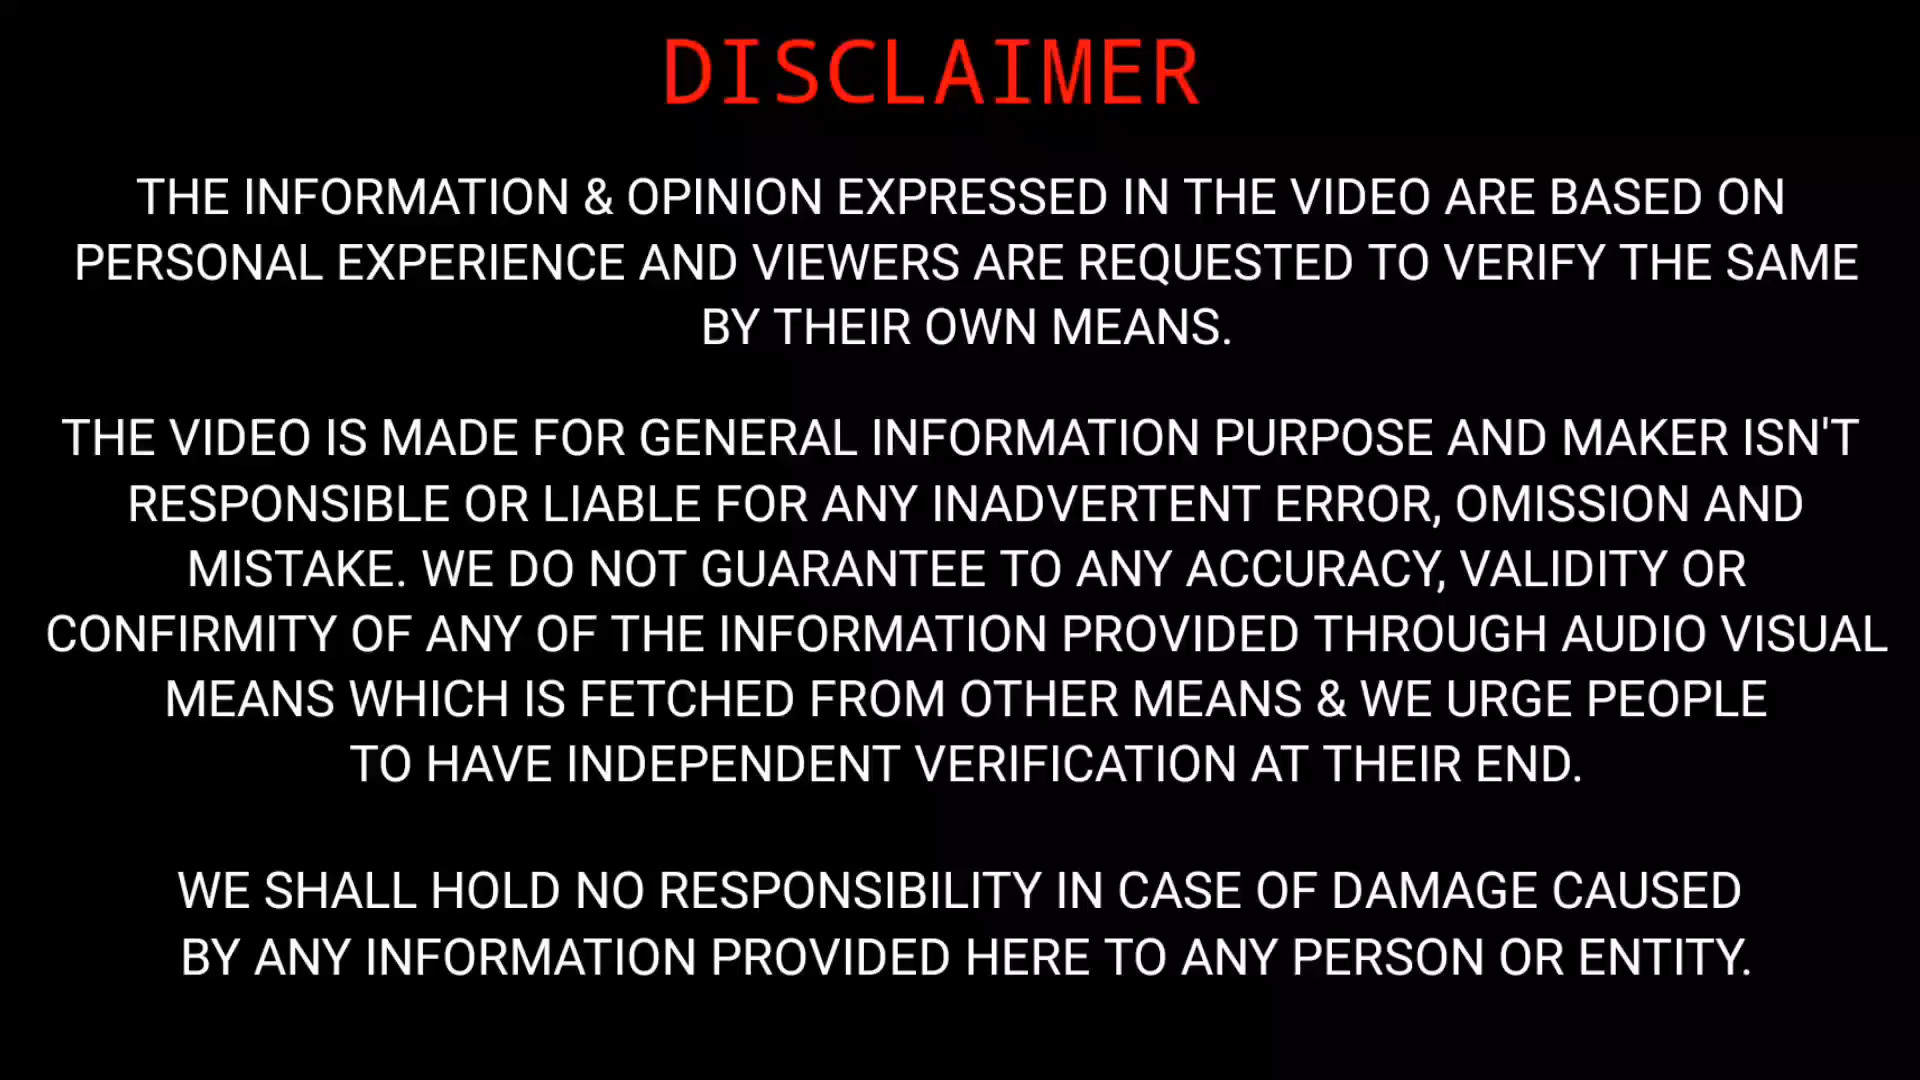 DISCLAIMER
THE INFORMATION & OPINION EXPRESSED IN THE VIDEO ARE BASED ON
PERSONAL EXPERIENCE AND VIEWERS ARE REQUESTED TO VERIFY THE SAME
BY THEIR OWN MEANS.
THE VIDEO IS MADE FOR GENERAL INFORMATION PURPOSE AND MAKER ISN'T
RESPONSIBLE OR LIABLE FOR ANY INADVERTENT ERROR, OMISSION AND
MISTAKE. WE DO NOT GUARANTEE TO ANY ACCURACY, VALIDITY OR
CONFIRMITY OF ANY OF THE INFORMATION PROVIDED THROUGH AUDIO VISUAL
MEANS WHICH IS FETCHED FROM OTHER MEANS & WE URGE PEOPLE
TO HAVE INDEPENDENT VERIFICATION AT THEIR END.
WE SHALL HOLD NO RESPONSIBILITY IN CASE OF DAMAGE CAUSED
BY ANY INFORMATION PROVIDED HERE TO ANY PERSON OR ENTITY.